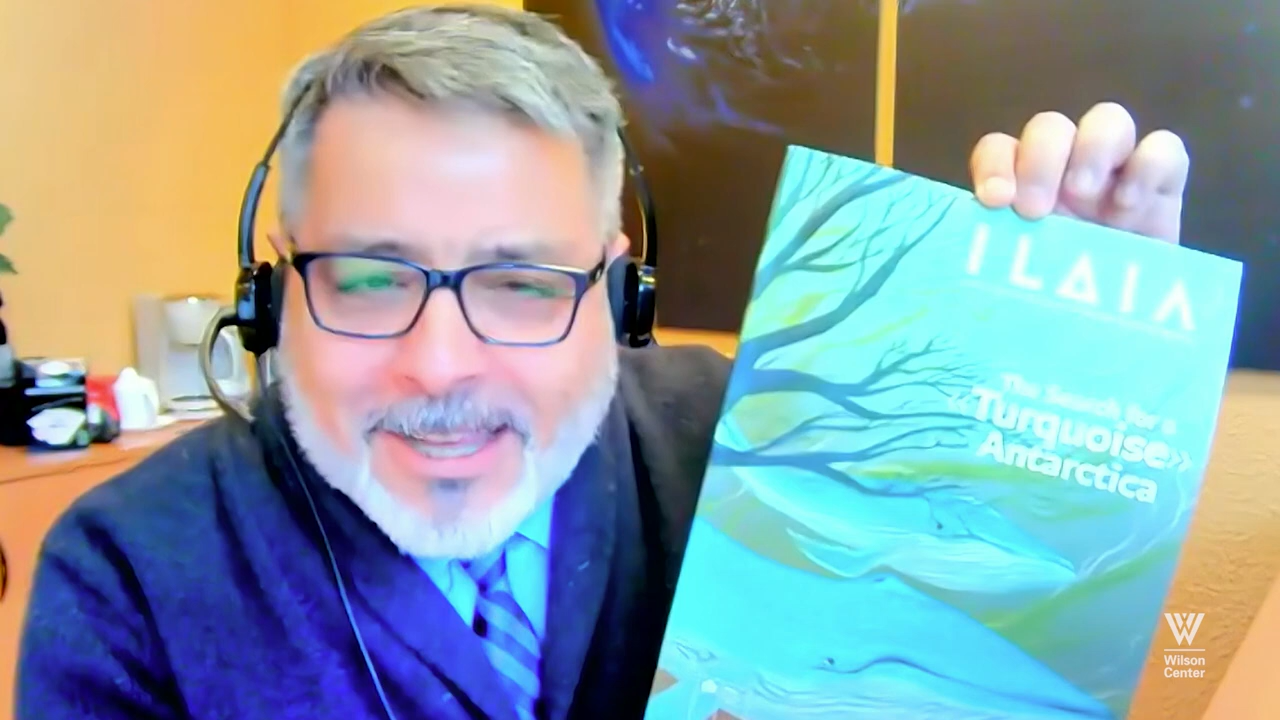 ILAIA
The Search for a
«Turquoise»
Antarctica
Wilson
Center